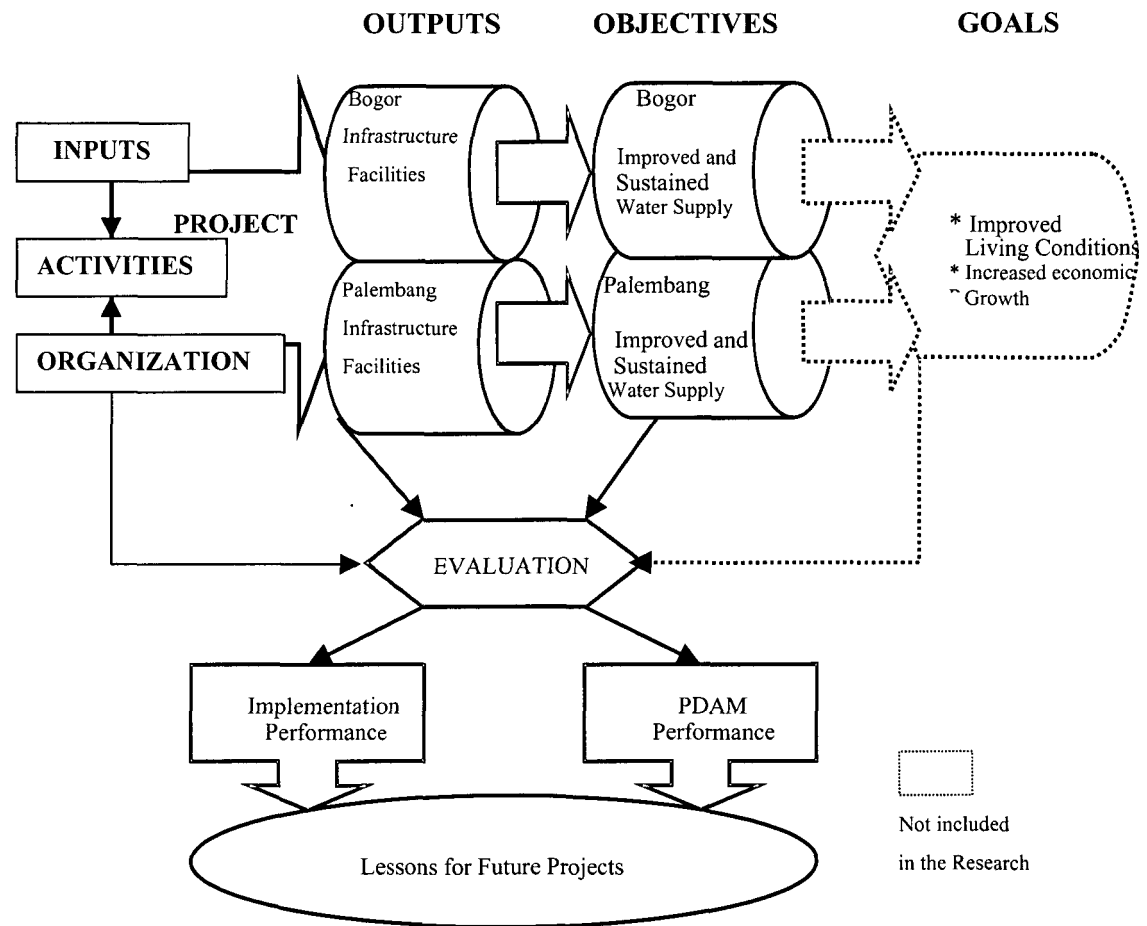 OUTPUTS
OBJECTIVES
GOALS
INPUTS
PROJECT
ACTIVITIES
ORGANIZATION
Bogor
Infrastructure
Facilities
Palembang
Infrastructure
Facilities
Bogor
Improved and
Sustained
Water Supply
Palembang
Improved and
Sustained
Water Supply
* Improved
Living Conditions
* Increased economic
Growth
EVALUATION
Implementation
Performance
PDAM
Performance
Lessons for Future Projects
Not included
in the Research